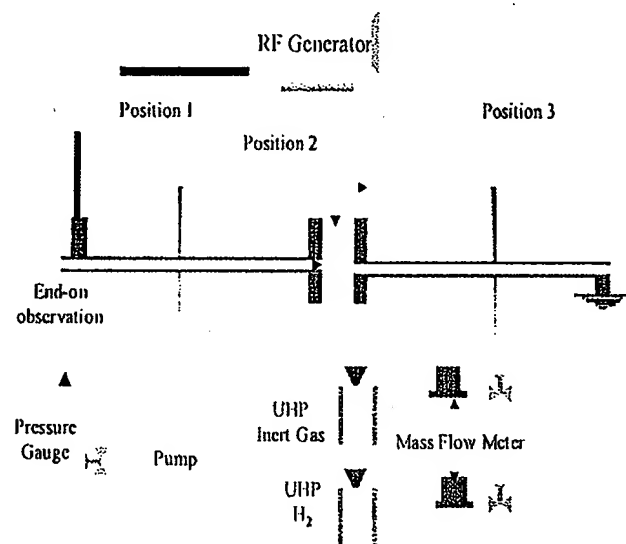 RF Generator
Position 1
Position 2
Position 3
End-on
observation
Pressure
Gauge
Pump
UHP
Inert Gas
Mass Flow Meter
UHP
H₂